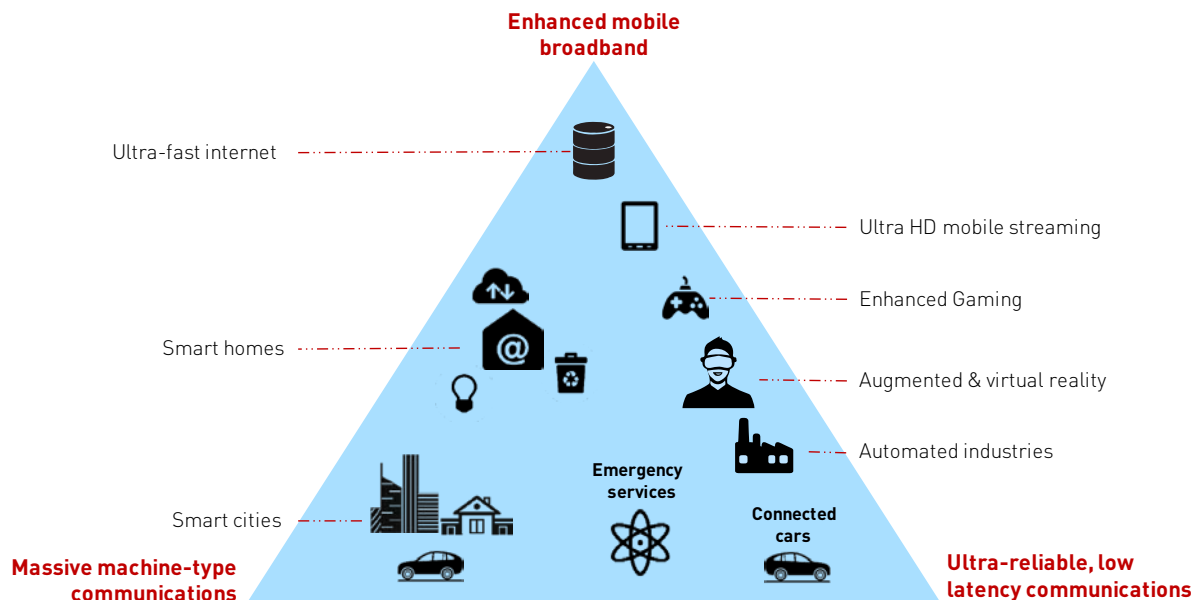 Enhanced mobile
broadband
Ultra-fast internet
Ultra HD mobile streaming
Enhanced Gaming
@
Smart homes
Augmented & virtual reality
Automated industries
Emergency
services
Connected
cars
Smart cities
Massive machine-type
communications
Ultra-reliable, low
latency communications